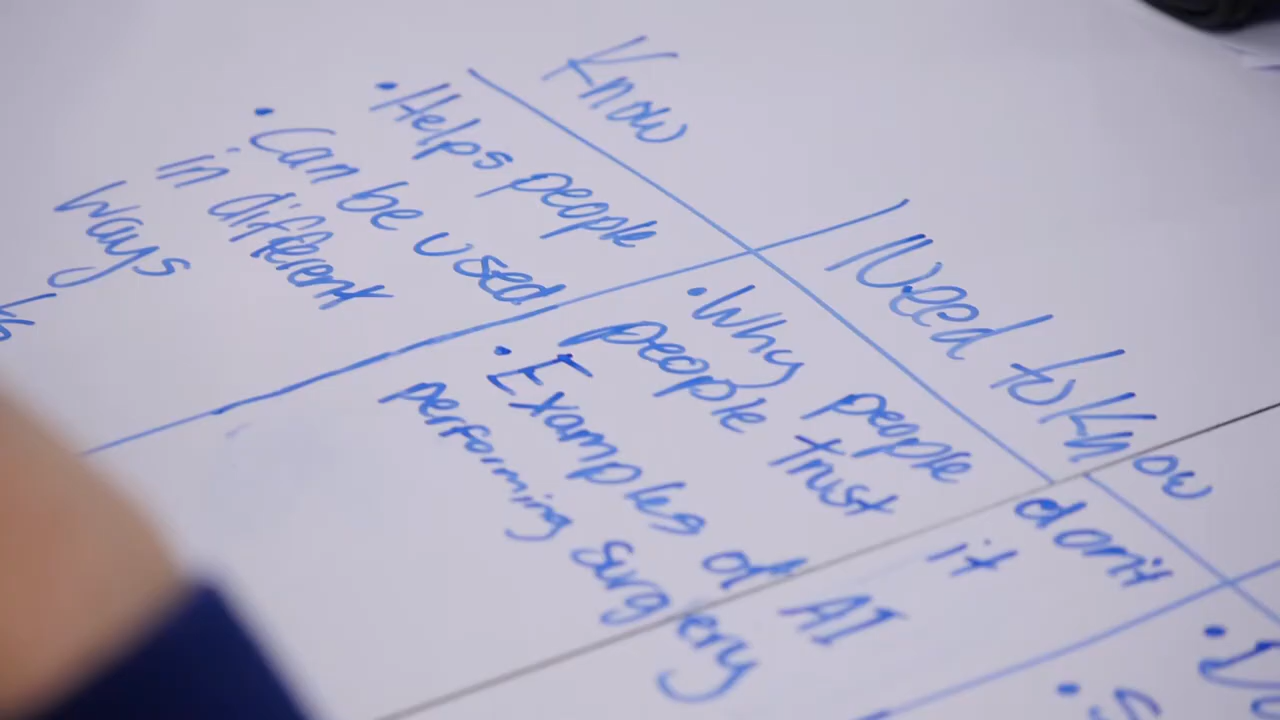 Know
• Helps people
• Can be used
in different
ways
Need to Know
• Why people don't
people trust it
• Examples of AI
performing surgery